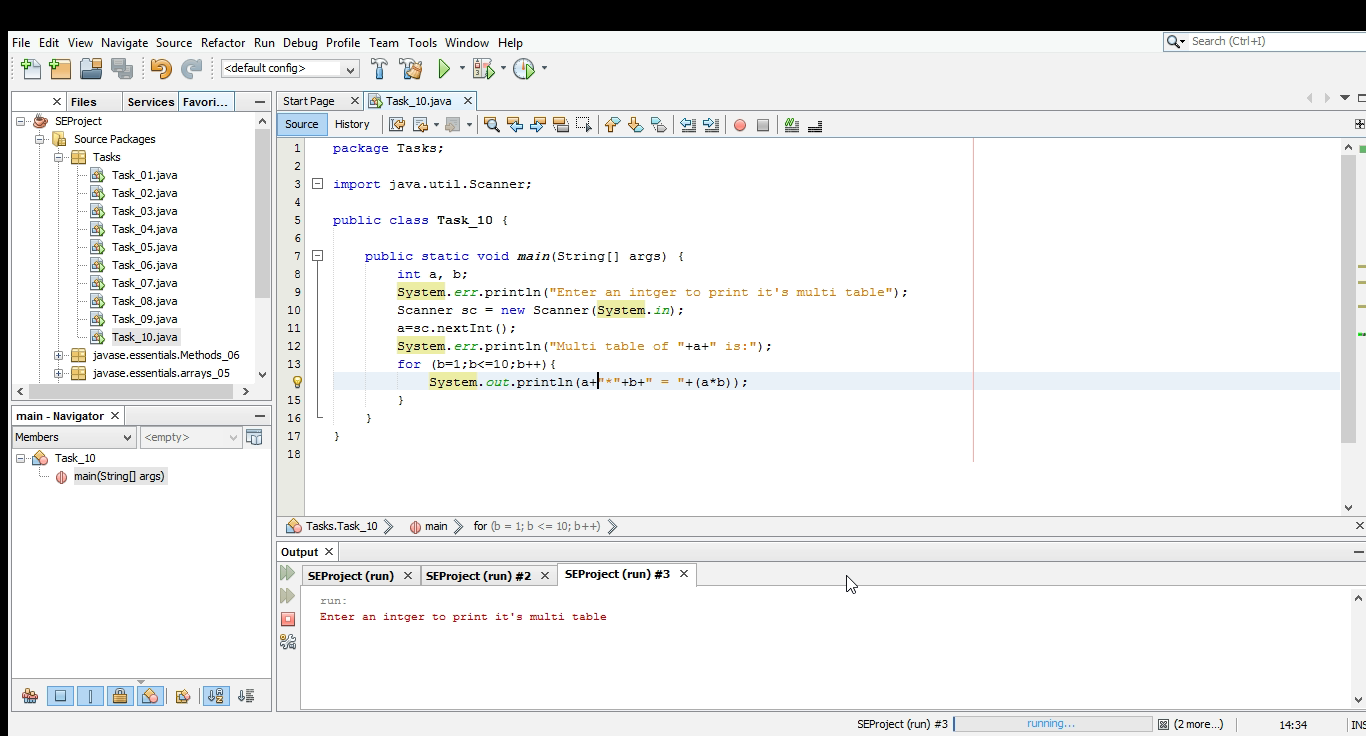 File Edit View Navigate Source Refactor Run Debug Profile Team Tools Window Help
Search (Ctrl+I)
<default config>
Files Services Favori...
Start Page Task_10.java
Source History
SEProject
Source Packages
Tasks
Task_01.java
Task_02.java
Task_03.java
Task_04.java
Task_05.java
Task_06.java
Task_07.java
Task_08.java
Task_09.java
Task_10.java
javase.essentials.Methods_06
javase.essentials.arrays_05
main - Navigator
Members <empty>
Task_10
main(String[] args)
1 package Tasks;
2
3 import java.util.Scanner;
4
5 public class Task_10 {
6
7 public static void main(String[] args) {
8 int a, b;
9 System.err.println("Enter an intger to print it's multi table");
10 Scanner sc = new Scanner(System.in);
11 a=sc.nextInt();
12 System.err.println("Multi table of "+a+" is:");
13 for (b=1;b<=10;b++){
System.out.println(a+"*"+b+" = "+(a*b));
15 }
16 }
17 }
18
Tasks.Task_10 main for (b = 1; b <= 10; b++)
Output
SEProject (run) SEProject (run) #2 SEProject (run) #3
run:
Enter an intger to print it's multi table
SEProject (run) #3 running... (2 more...) 14:34 INS